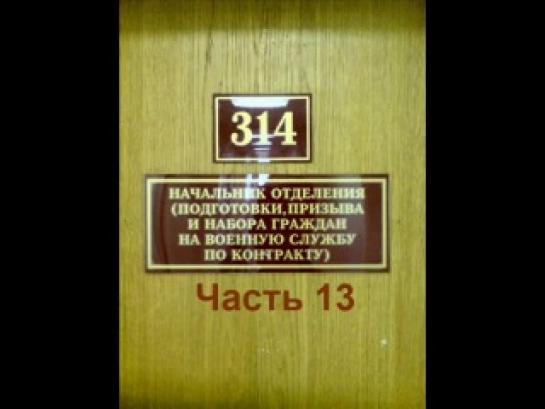 314
НАЧАЛЬНИК ОТДЕЛЕНИЯ
(ПОДГОТОВКИ, ПРИЗЫВА
И НАБОРА ГРАЖДАН
НА ВОЕННУЮ СЛУЖБУ
ПО КОНТРАКТУ)
Часть 13